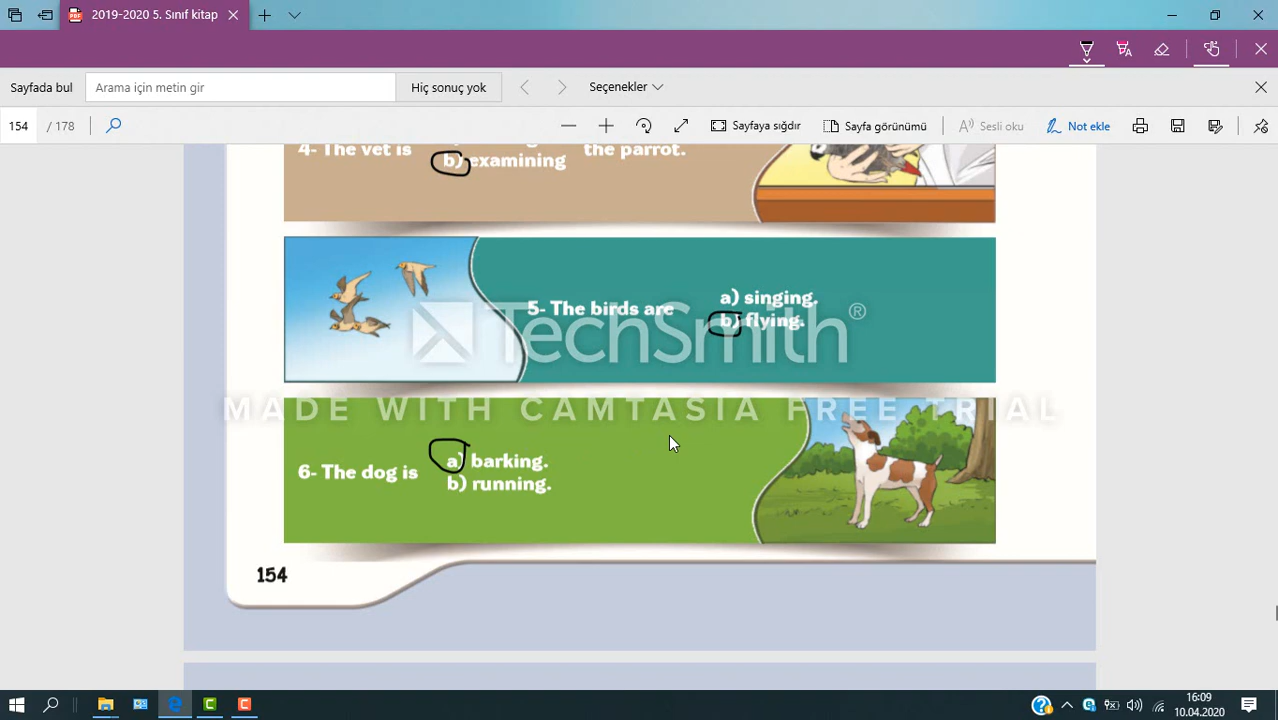 2019-2020 5. Sınıf kitap
Sayfada bul
Arama için metin gir
Hiç sonuç yok
Seçenekler
154 / 178
Sayfaya sığdır
Sayfa görünümü
Sesli oku
Not ekle
4- The vet is
b) examining
the parrot.
5- The birds are
a) singing.
b) flying.
TechSmith®
MADE WITH CAMTASIA FREE TRIAL
6- The dog is
a) barking.
b) running.
154
16:09
10.04.2020